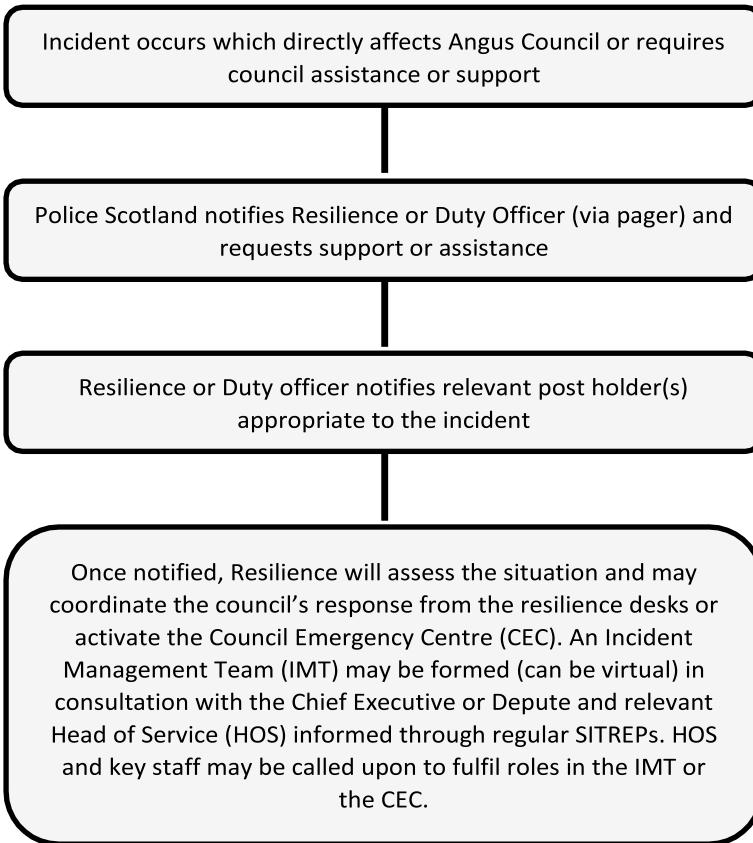 Incident occurs which directly affects Angus Council or requires
council assistance or support
Police Scotland notifies Resilience or Duty Officer (via pager) and
requests support or assistance
Resilience or Duty officer notifies relevant post holder(s)
appropriate to the incident
Once notified, Resilience will assess the situation and may
coordinate the council’s response from the resilience desks or
activate the Council Emergency Centre (CEC). An Incident
Management Team (IMT) may be formed (can be virtual) in
consultation with the Chief Executive or Depute and relevant
Head of Service (HOS) informed through regular SITREPs. HOS
and key staff may be called upon to fulfil roles in the IMT or
the CEC.